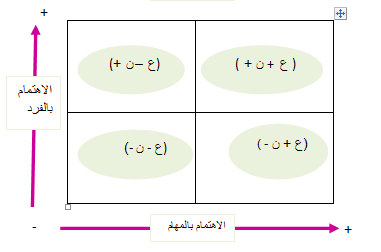 +
(ع –ن +)
( ع + ن + )
الاهتمام
بالفرد
(ع - ن -)
(ع + ن - )
الاهتمام بالمهام
-
+